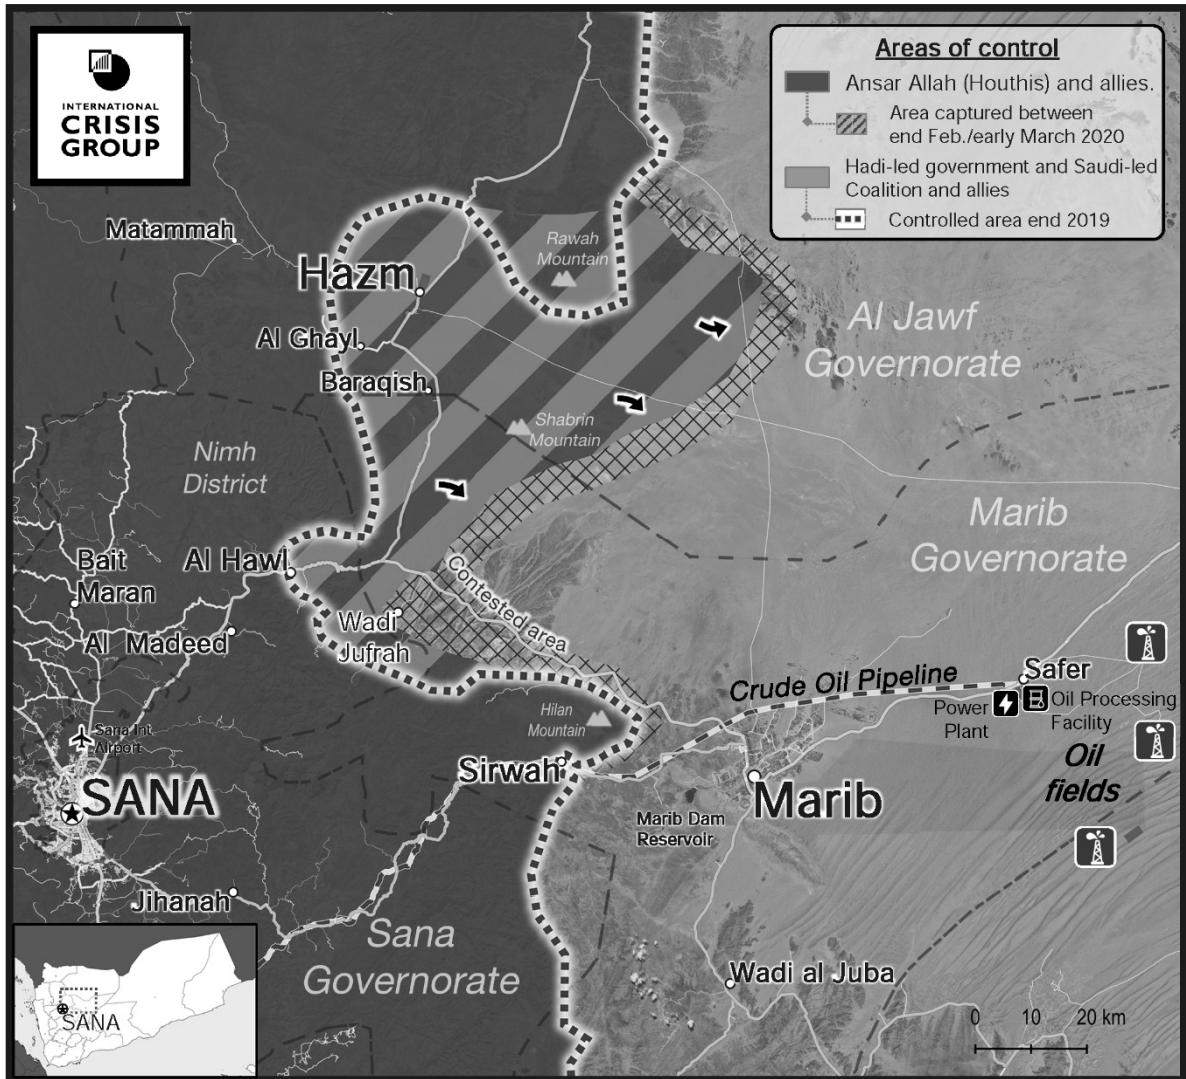 INTERNATIONAL
CRISIS
GROUP
Areas of control
Ansar Allah (Houthis) and allies.
Area captured between
end Feb./early March 2020
Hadi-led government and Saudi-led
Coalition and allies
Controlled area end 2019
Matammah
Rawah
Mountain
Hazm
Al Jawf
Governorate
Al Ghayl
Baraqish
Shabrin
Mountain
Nimh
District
Marib
Governorate
Al Hawl
Bait
Maran
Contested area
Wadi
Jufrah
Al Madeed
Safer
Crude Oil Pipeline
Power
Plant
Oil Processing
Facility
Hilan
Mountain
Sana Int
Airport
Oil
fields
Sirwah
SANA
Marib
Marib Dam
Reservoir
Jihanah
Sana
Governorate
Wadi al Juba
SANA
0 10 20 km